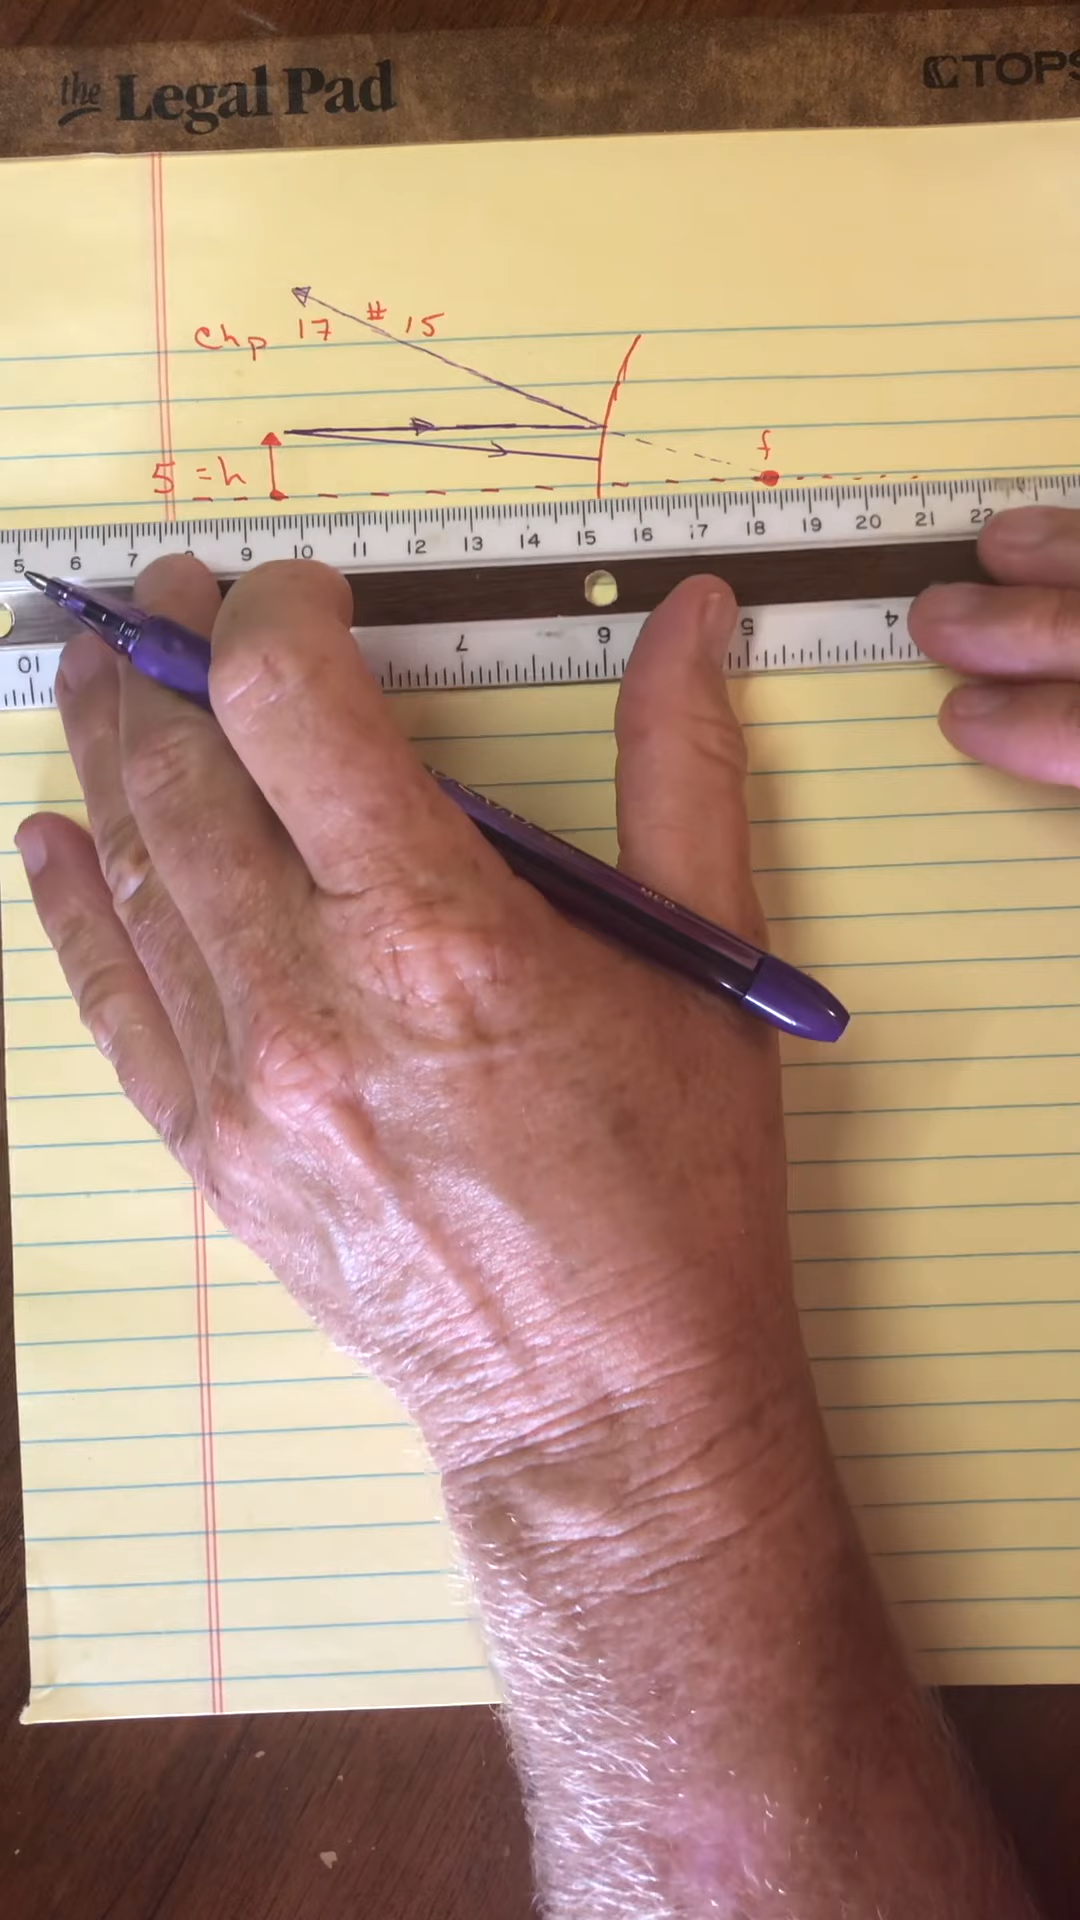 the Legal Pad
TOPS
Chp 17 # 15
f
5 = h
5 6 7 9 10 11 12 13 14 15 16 17 18 19 20 21 22
10 7 6 5 4
MED